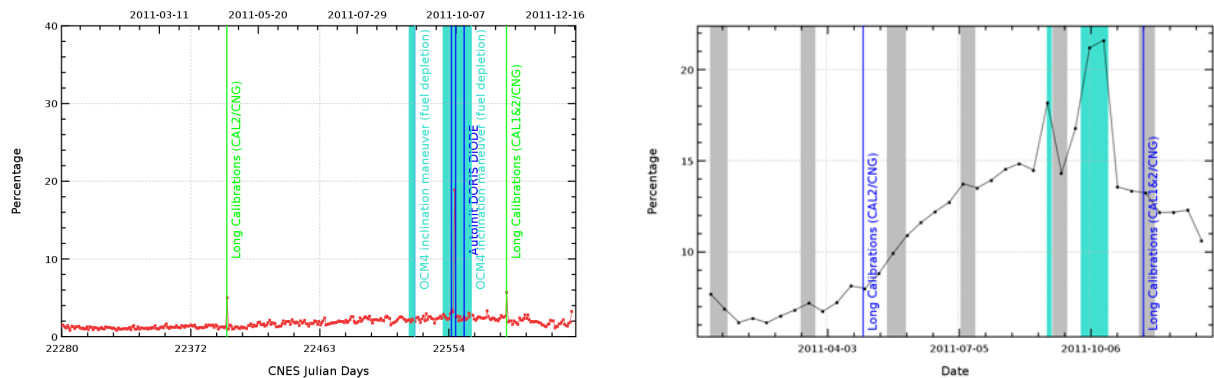 2011-03-11 2011-05-20 2011-07-29 2011-10-07 2011-12-16
40
30
20
10
0
Percentage
Long Calibrations (CAL2/CNG)
OCM4 inclination maneuver (fuel depletion)
Autoinit DORIS DIODE
OCM4 inclination maneuver (fuel depletion)
Long Calibrations (CAL1&2/CNG)
22280 22372 22463 22554
CNES Julian Days
20
15
10
Percentage
Long Calibrations (CAL2/CNG)
Long Calibrations (CAL1&2/CNG)
2011-04-03 2011-07-05 2011-10-06
Date